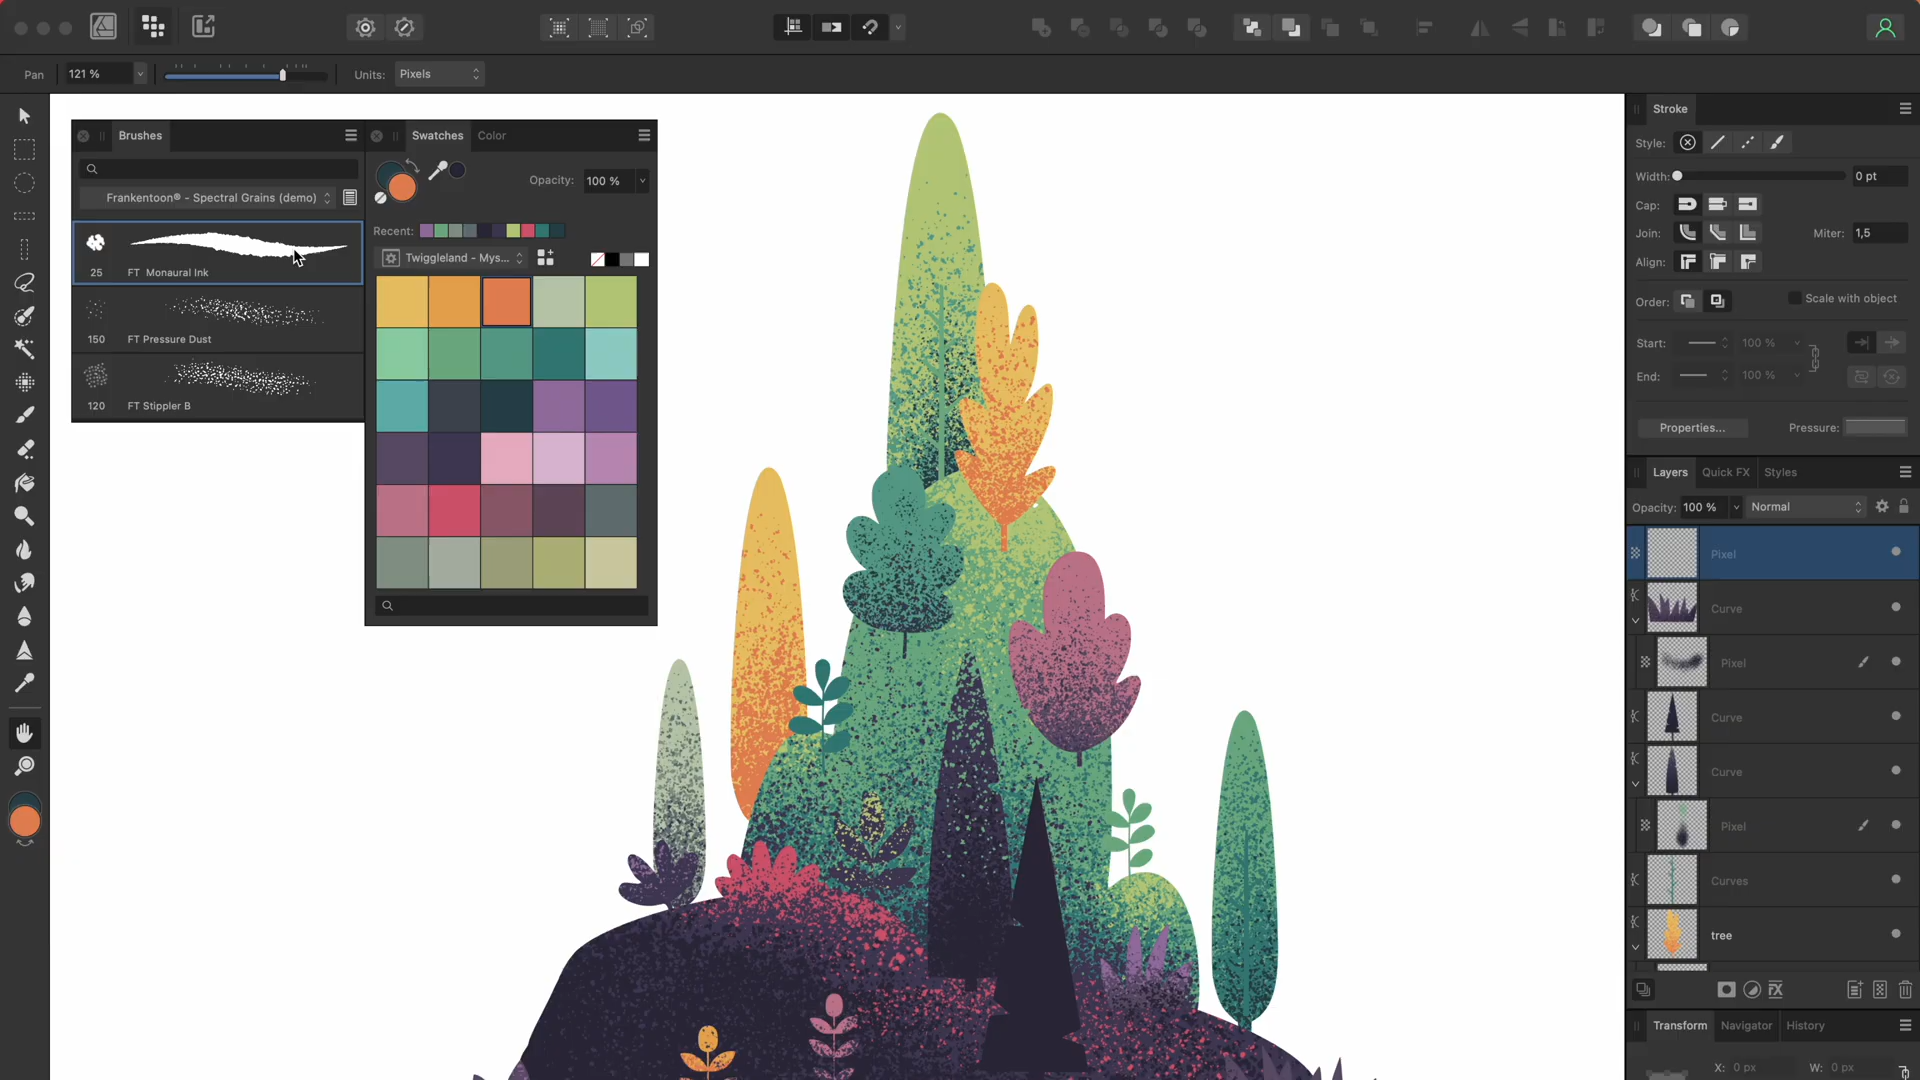 Pan
121 %
Units:
Pixels
Brushes
Frankentoon® - Spectral Grains (demo)
25
FT  Monaural Ink
150
FT Pressure Dust
120
FT Stippler B
Swatches
Color
Opacity:
100 %
Recent:
Twiggleland - Mys...
Stroke
Style:
Width:
0 pt
Cap:
Join:
Miter:
1,5
Align:
Order:
Scale with object
Start:
100 %
End:
100 %
Properties...
Pressure:
Layers
Quick FX
Styles
Opacity:
100 %
Normal
Pixel
Curve
Pixel
Curve
Curve
Pixel
Curves
tree
FX
Transform
Navigator
History
X:
0 px
W:
0 px